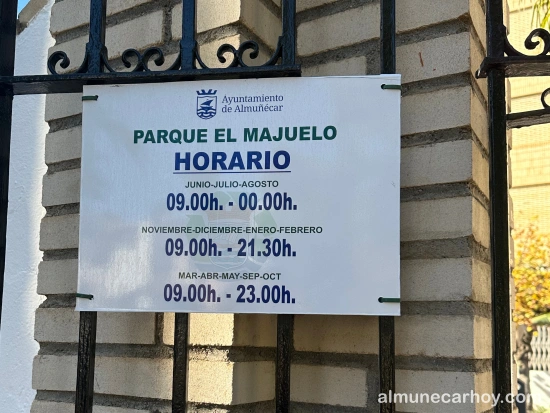 Ayuntamiento
de Almuñécar
PARQUE EL MAJUELO
HORARIO
JUNIO-JULIO-AGOSTO
09.00h. - 00.00h.
NOVIEMBRE-DICIEMBRE-ENERO-FEBRERO
09.00h. - 21.30h.
MAR-ABR-MAY-SEP-OCT
09.00h. - 23.00h.
almunecarhoy.com